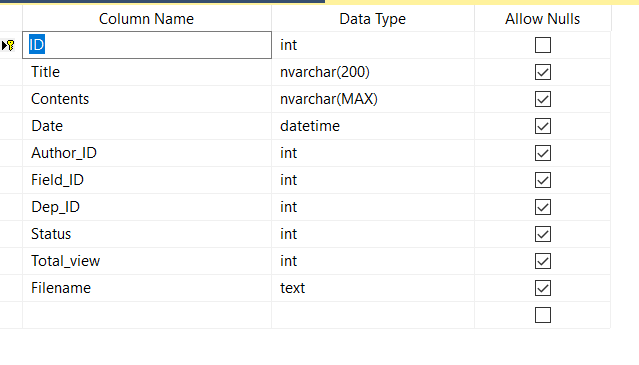 Column Name Data Type Allow Nulls
ID int
Title nvarchar(200)
Contents nvarchar(MAX)
Date datetime
Author_ID int
Field_ID int
Dep_ID int
Status int
Total_view int
Filename text